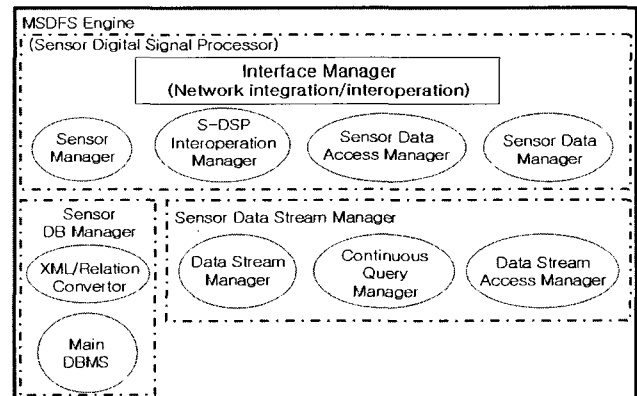 MSDFS Engine
(Sensor Digital Signal Processor)
Interface Manager
(Network integration/interoperation)
Sensor
Manager
S-DSP
Interoperation
Manager
Sensor Data
Access Manager
Sensor Data
Manager
Sensor
DB Manager
XML/Relation
Convertor
Main
DBMS
Sensor Data Stream Manager
Data Stream
Manager
Continuous
Query
Manager
Data Stream
Access Manager